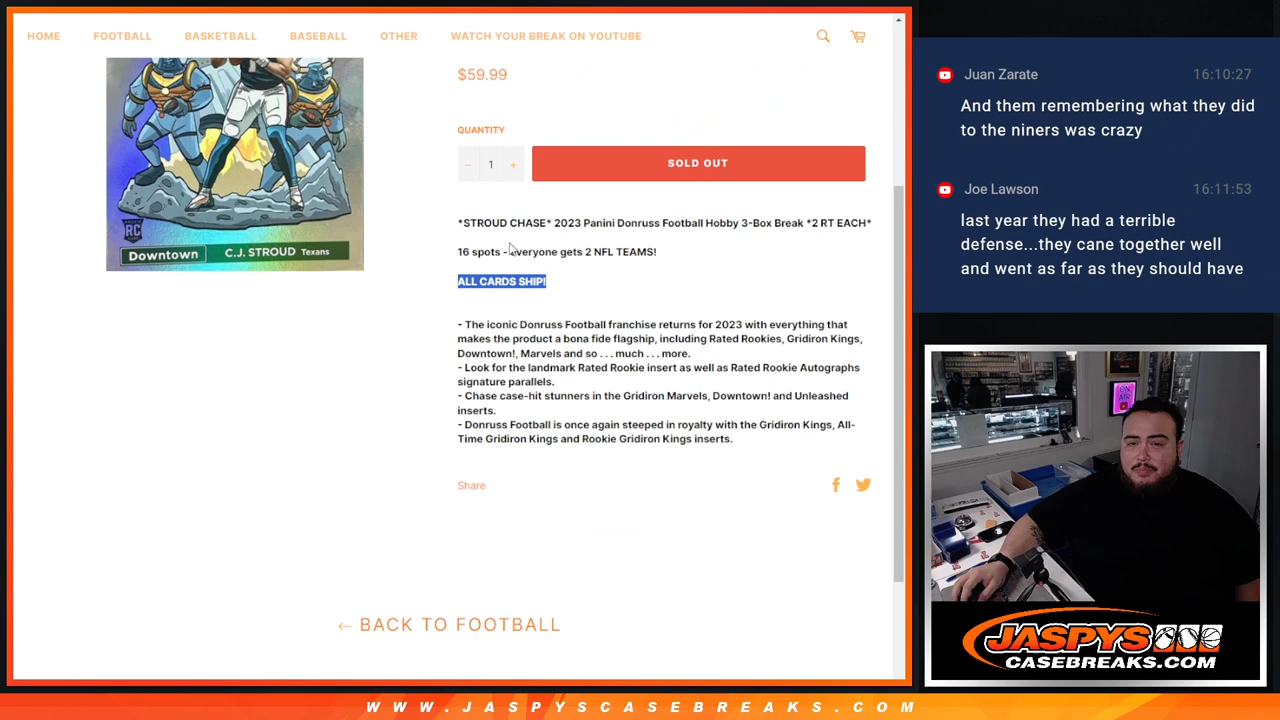 HOME
FOOTBALL
BASKETBALL
BASEBALL
OTHER
WATCH YOUR BREAK ON YOUTUBE
$59.99
QUANTITY
− 1 +
SOLD OUT
*STROUD CHASE* 2023 Panini Donruss Football Hobby 3-Box Break *2 RT EACH*
16 spots - everyone gets 2 NFL TEAMS!
ALL CARDS SHIP!
- The iconic Donruss Football franchise returns for 2023 with everything that
makes the product a bona fide flagship, including Rated Rookies, Gridiron Kings,
Downtown!, Marvels and so . . . much . . . more.
- Look for the landmark Rated Rookie insert as well as Rated Rookie Autographs
signature parallels.
- Chase case-hit stunners in the Gridiron Marvels, Downtown! and Unleashed
inserts.
- Donruss Football is once again steeped in royalty with the Gridiron Kings, All-
Time Gridiron Kings and Rookie Gridiron Kings inserts.
Share
← BACK TO FOOTBALL
RC
Downtown
C.J. STROUD Texans
Juan Zarate
16:10:27
And them remembering what they did
to the niners was crazy
Joe Lawson
16:11:53
last year they had a terrible
defense...they cane together well
and went as far as they should have
ON
AIR
JASPYS
CASEBREAKS.COM
WWW.JASPYSCASEBREAKS.COM